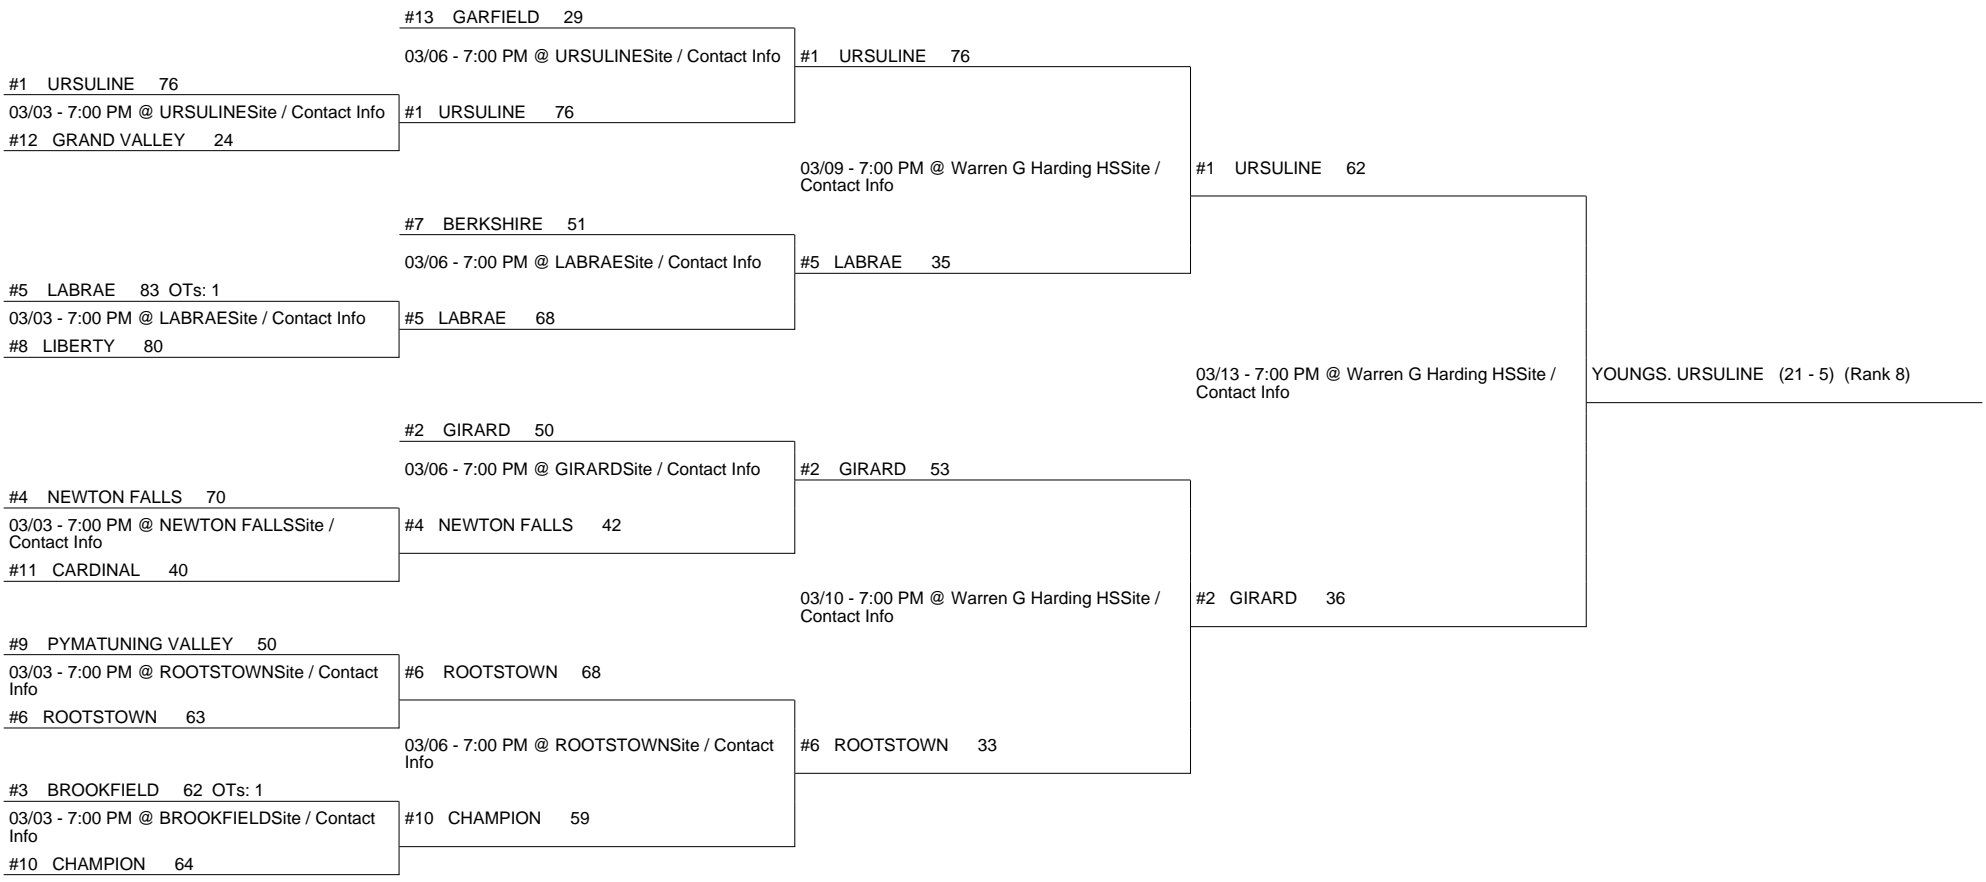 #13 GARFIELD 29
03/06 - 7:00 PM @ URSULINESite / Contact Info
#1 URSULINE 76
#1 URSULINE 76
03/03 - 7:00 PM @ URSULINESite / Contact Info
#1 URSULINE 76
#12 GRAND VALLEY 24
03/09 - 7:00 PM @ Warren G Harding HSSite /
Contact Info
#1 URSULINE 62
#7 BERKSHIRE 51
03/06 - 7:00 PM @ LABRAESite / Contact Info
#5 LABRAE 35
#5 LABRAE 83 OTs: 1
03/03 - 7:00 PM @ LABRAESite / Contact Info
#5 LABRAE 68
#8 LIBERTY 80
03/13 - 7:00 PM @ Warren G Harding HSSite /
Contact Info
YOUNGS. URSULINE (21 - 5) (Rank 8)
#2 GIRARD 50
03/06 - 7:00 PM @ GIRARDSite / Contact Info
#2 GIRARD 53
#4 NEWTON FALLS 70
03/03 - 7:00 PM @ NEWTON FALLSSite /
Contact Info
#4 NEWTON FALLS 42
#11 CARDINAL 40
03/10 - 7:00 PM @ Warren G Harding HSSite /
Contact Info
#2 GIRARD 36
#9 PYMATUNING VALLEY 50
03/03 - 7:00 PM @ ROOTSTOWNSite / Contact
Info
#6 ROOTSTOWN 68
#6 ROOTSTOWN 63
03/06 - 7:00 PM @ ROOTSTOWNSite / Contact
Info
#6 ROOTSTOWN 33
#3 BROOKFIELD 62 OTs: 1
03/03 - 7:00 PM @ BROOKFIELDSite / Contact
Info
#10 CHAMPION 59
#10 CHAMPION 64